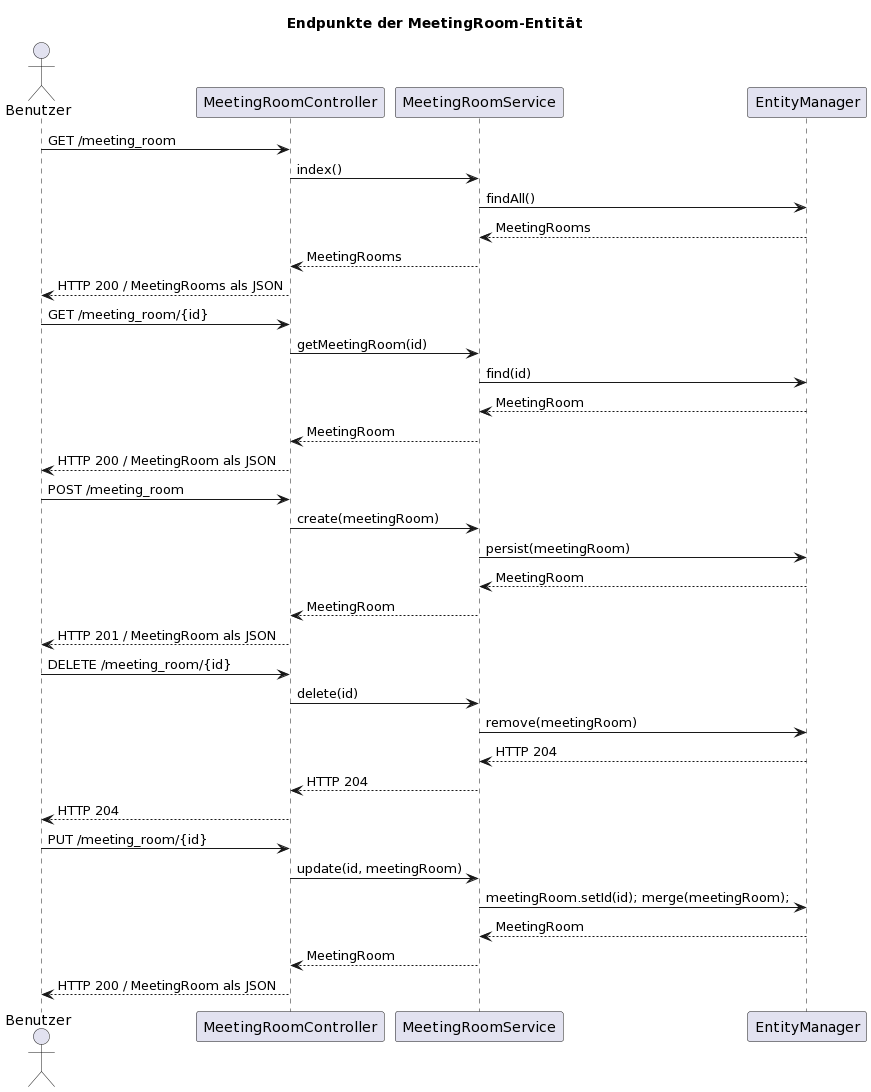 Endpunkte der MeetingRoom-Entität
Benutzer
MeetingRoomController
MeetingRoomService
EntityManager
GET /meeting_room
index()
findAll()
MeetingRooms
MeetingRooms
HTTP 200 / MeetingRooms als JSON
GET /meeting_room/{id}
getMeetingRoom(id)
find(id)
MeetingRoom
MeetingRoom
HTTP 200 / MeetingRoom als JSON
POST /meeting_room
create(meetingRoom)
persist(meetingRoom)
MeetingRoom
MeetingRoom
HTTP 201 / MeetingRoom als JSON
DELETE /meeting_room/{id}
delete(id)
remove(meetingRoom)
HTTP 204
HTTP 204
HTTP 204
PUT /meeting_room/{id}
update(id, meetingRoom)
meetingRoom.setId(id); merge(meetingRoom);
MeetingRoom
MeetingRoom
HTTP 200 / MeetingRoom als JSON
Benutzer
MeetingRoomController
MeetingRoomService
EntityManager